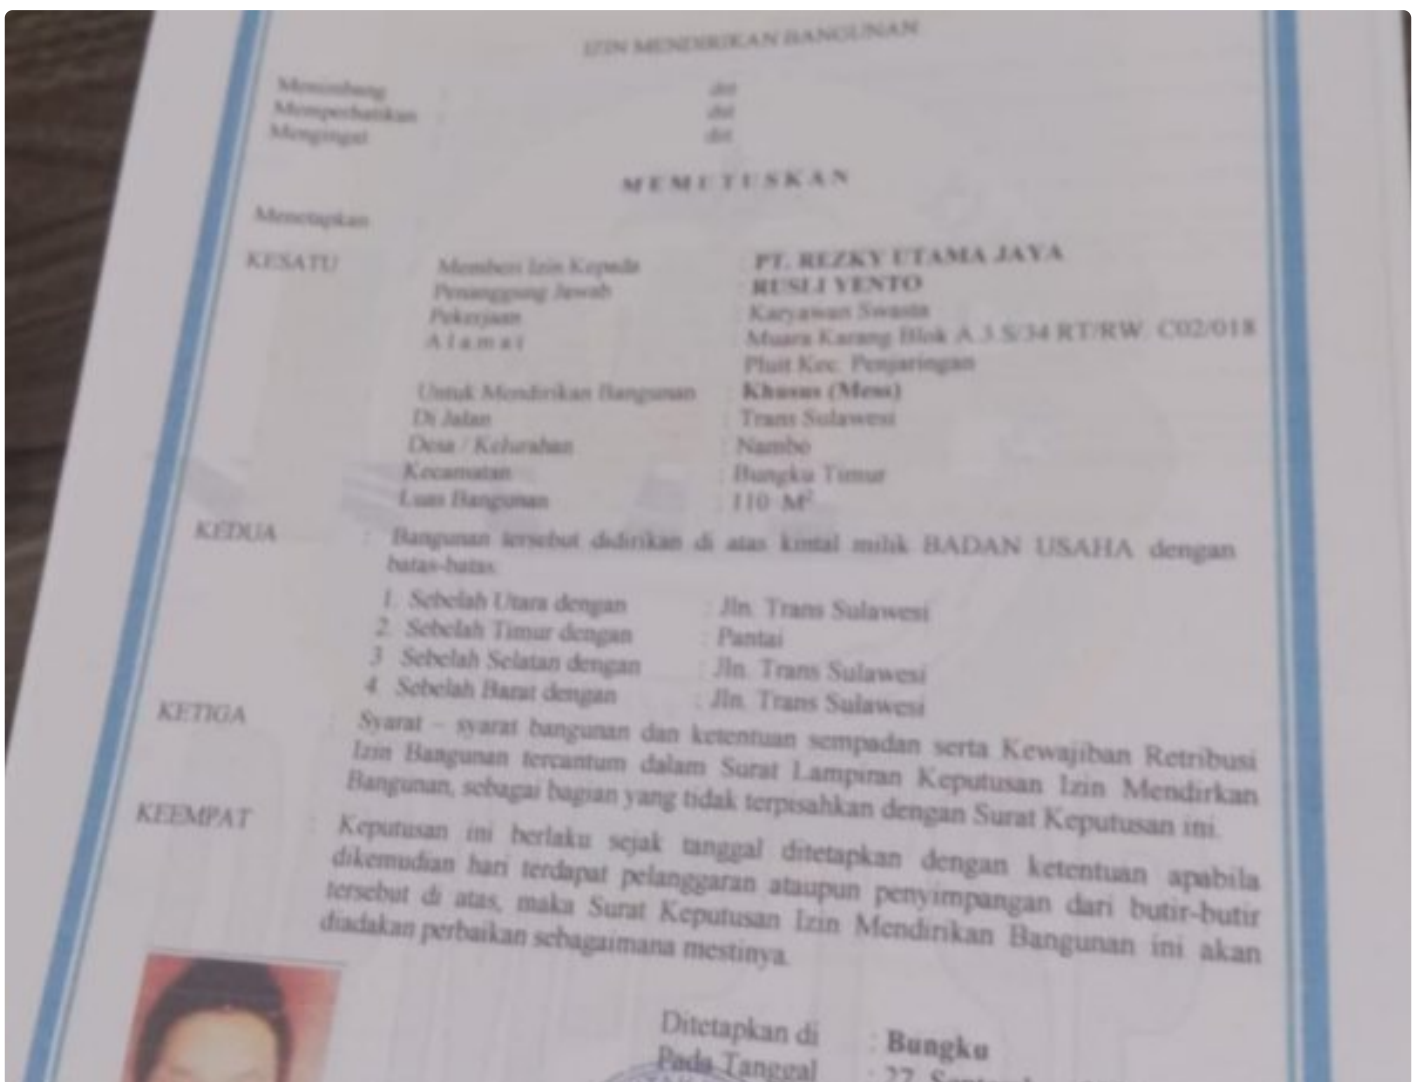 IZIN MENDIRIKAN BANGUNAN
Menimbang : dst
Memperhatikan : dst
Mengingat : dst
MEMUTUSKAN
Menetapkan
KESATU Memberi Izin Kepada : PT. REZKY UTAMA JAYA
Penanggung Jawab : RUSLI YENTO
Pekerjaan : Karyawan Swasta
Alamat : Muara Karang Blok A.3.S/34 RT/RW. C02/018
Pluit Kec. Penjaringan
Untuk Mendirikan Bangunan : Khusus (Mess)
Di Jalan : Trans Sulawesi
Desa / Kelurahan : Nambo
Kecamatan : Bungku Timur
Luas Bangunan : 110 M²
KEDUA : Bangunan tersebut didirikan di atas kintal milik BADAN USAHA dengan
batas-batas
1. Sebelah Utara dengan : Jln. Trans Sulawesi
2. Sebelah Timur dengan : Pantai
3 Sebelah Selatan dengan : Jln. Trans Sulawesi
4. Sebelah Barat dengan : Jln. Trans Sulawesi
KETIGA : Syarat – syarat bangunan dan ketentuan sempadan serta Kewajiban Retribusi
Izin Bangunan tercantum dalam Surat Lampiran Keputusan Izin Mendirkan
Bangunan, sebagai bagian yang tidak terpisahkan dengan Surat Keputusan ini.
KEEMPAT : Keputusan ini berlaku sejak tanggal ditetapkan dengan ketentuan apabila
dikemudian hari terdapat pelanggaran ataupun penyimpangan dari butir-butir
tersebut di atas, maka Surat Keputusan Izin Mendirikan Bangunan ini akan
diadakan perbaikan sebagaimana mestinya.
Ditetapkan di : Bungku
Pada Tanggal : 27